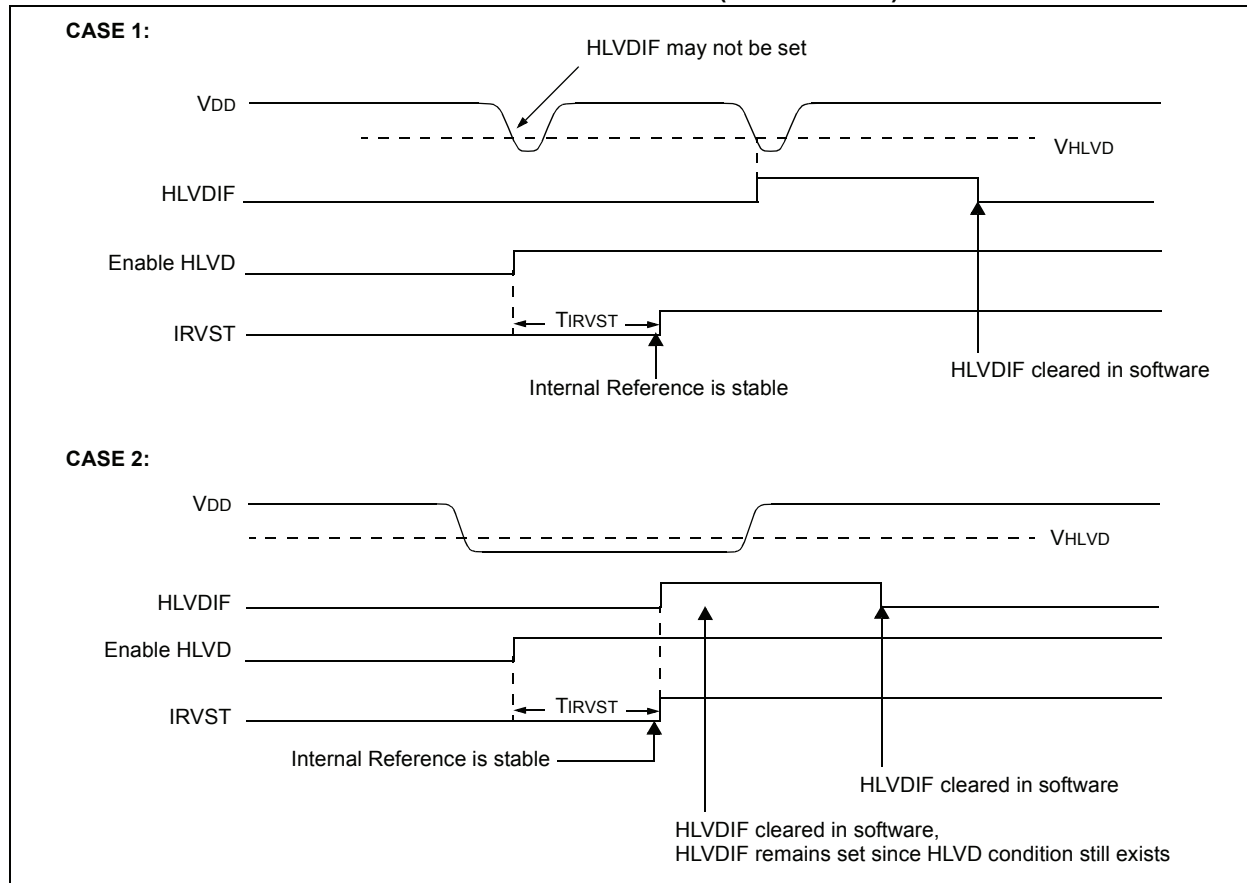 CASE 1:
HLVDIF may not be set
VDD
VHLVD
HLVDIF
Enable HLVD
TIRVST
IRVST
HLVDIF cleared in software
Internal Reference is stable
CASE 2:
VDD
VHLVD
HLVDIF
Enable HLVD
TIRVST
IRVST
Internal Reference is stable
HLVDIF cleared in software
HLVDIF cleared in software,
HLVDIF remains set since HLVD condition still exists